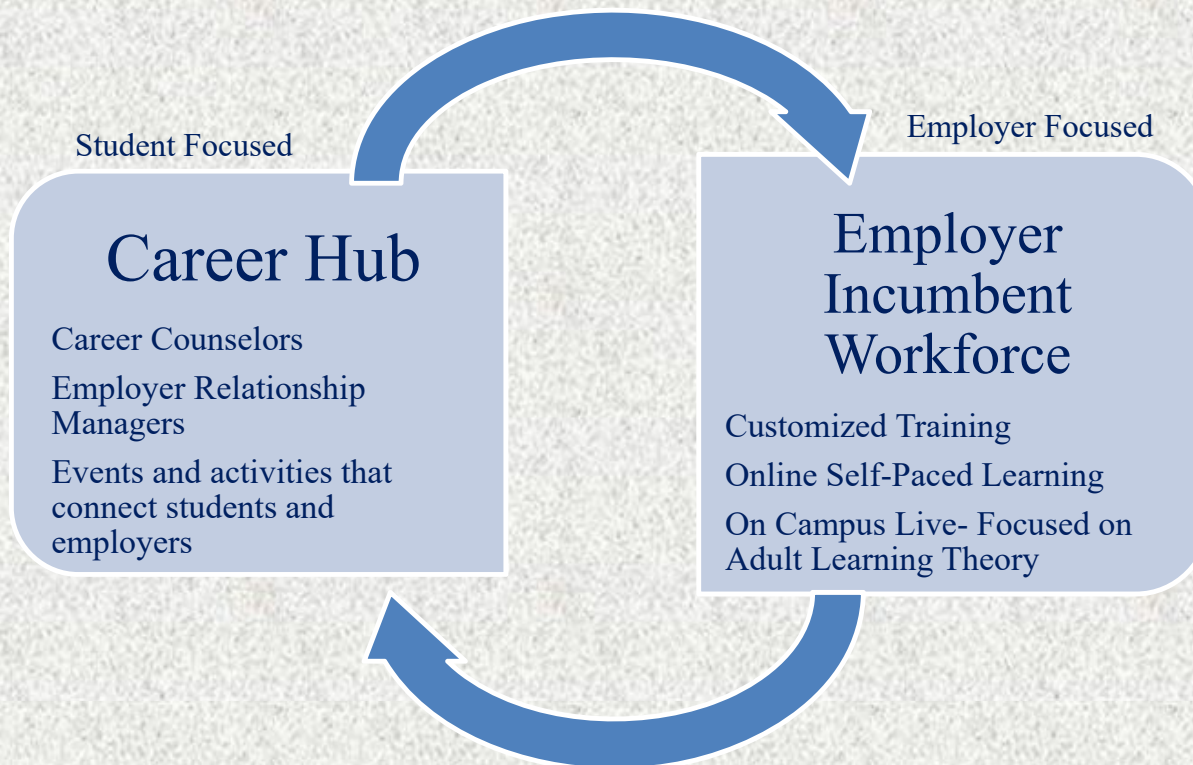 Student Focused
Career Hub
Career Counselors
Employer Relationship
Managers
Events and activities that
connect students and
employers
Employer Focused
Employer
Incumbent
Workforce
Customized Training
Online Self-Paced Learning
On Campus Live- Focused on
Adult Learning Theory